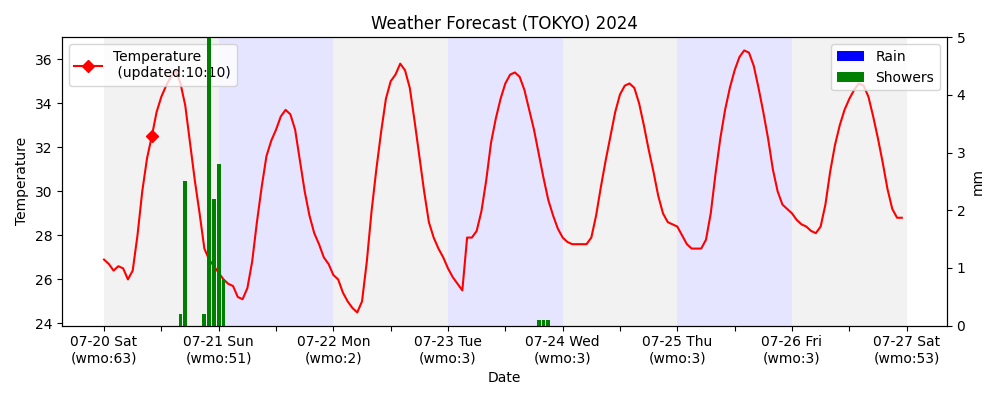 Weather Forecast (TOKYO) 2024
Temperature
(updated:10:10)
Rain
Showers
Temperature
36
34
32
30
28
26
24
5
4
3
2
1
0
mm
07-20 Sat
(wmo:63)
07-21 Sun
(wmo:51)
07-22 Mon
(wmo:2)
07-23 Tue
(wmo:3)
07-24 Wed
(wmo:3)
07-25 Thu
(wmo:3)
07-26 Fri
(wmo:3)
07-27 Sat
(wmo:53)
Date